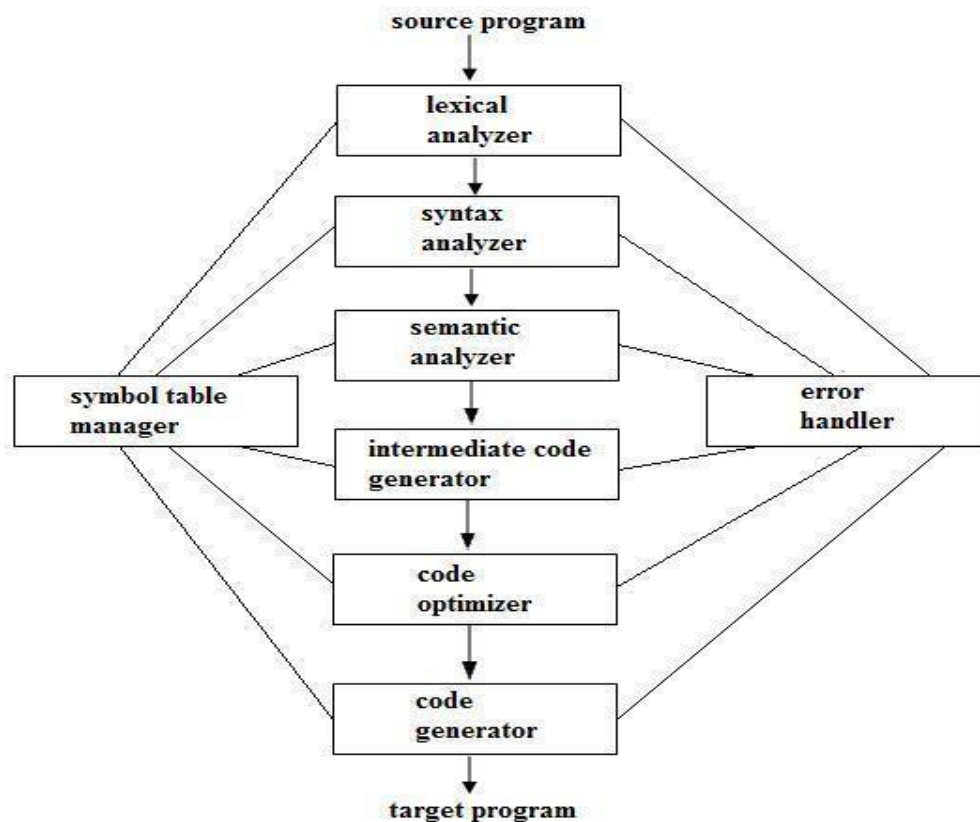 source program
lexical
analyzer
syntax
analyzer
semantic
analyzer
symbol table
manager
error
handler
intermediate code
generator
code
optimizer
code
generator
target program